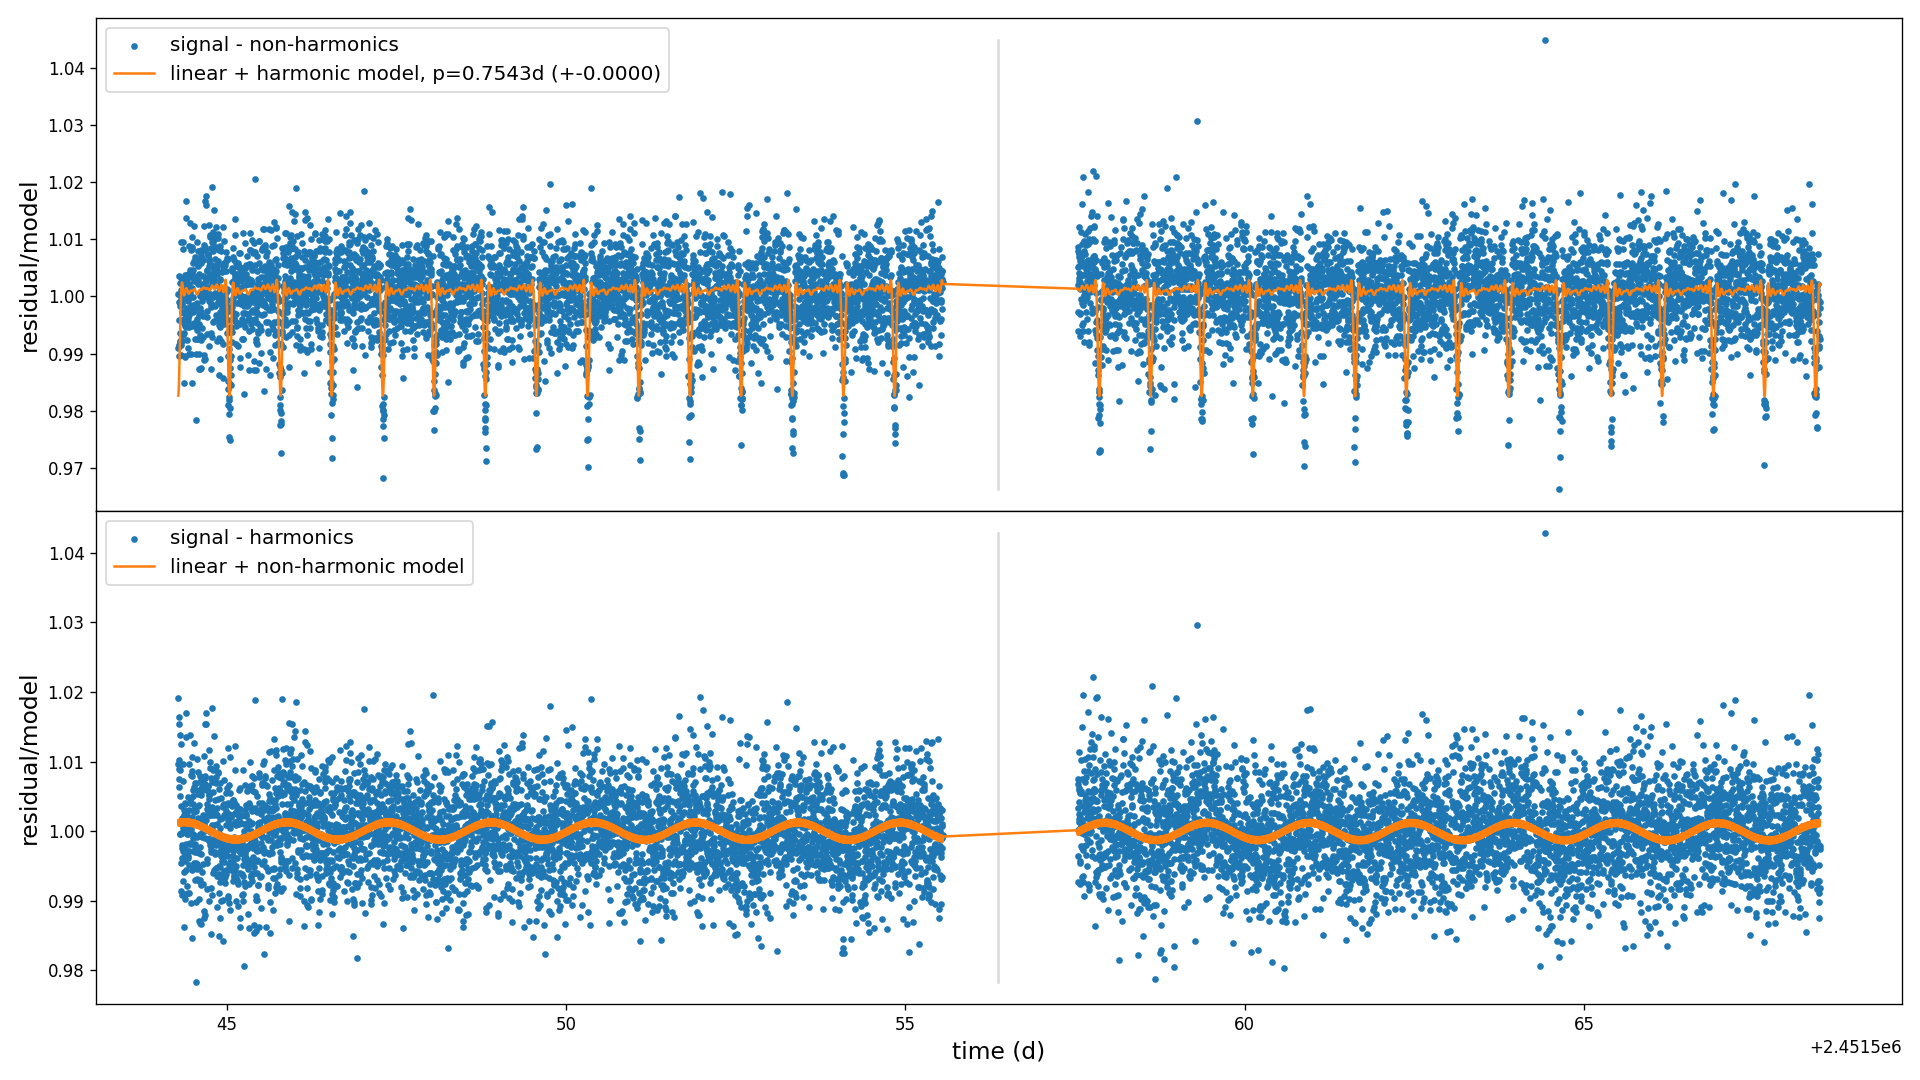 signal - non-harmonics
linear + harmonic model, p=0.7543d (+-0.0000)
residual/model
1.04
1.03
1.02
1.01
1.00
0.99
0.98
0.97
signal - harmonics
linear + non-harmonic model
residual/model
1.04
1.03
1.02
1.01
1.00
0.99
0.98
45 50 55 60 65
time (d)
+2.4515e6